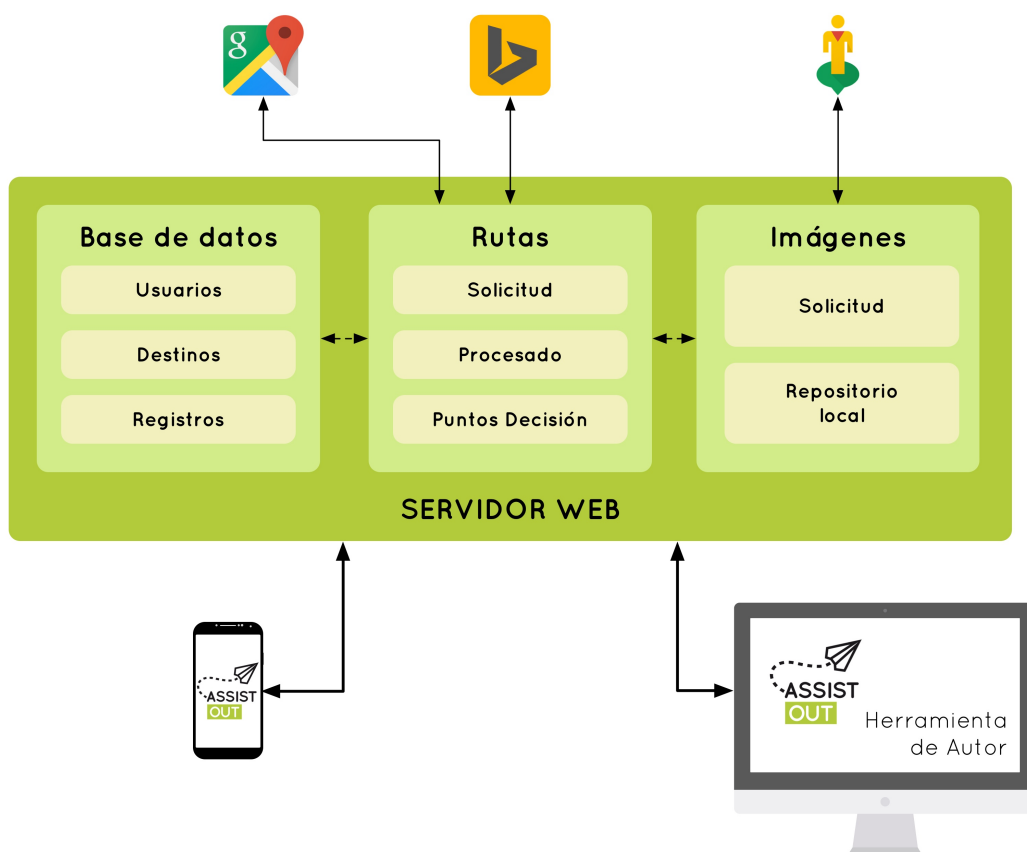 g
Base de datos
Usuarios
Destinos
Registros
Rutas
Solicitud
Procesado
Puntos Decisión
Imágenes
Solicitud
Repositorio
local
SERVIDOR WEB
ASSIST
OUT
ASSIST
OUT
Herramienta
de Autor